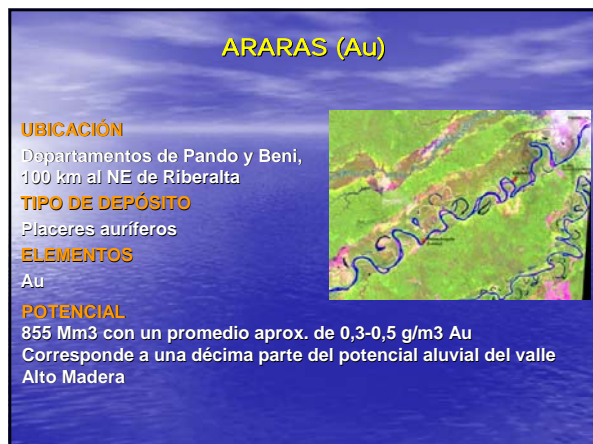 ARARAS (Au)
UBICACIÓN
Departamentos de Pando y Beni,
100 km al NE de Riberalta
TIPO DE DEPÓSITO
Placeres auríferos
ELEMENTOS
Au
POTENCIAL
855 Mm3 con un promedio aprox. de 0,3-0,5 g/m3 Au
Corresponde a una décima parte del potencial aluvial del valle
Alto Madera